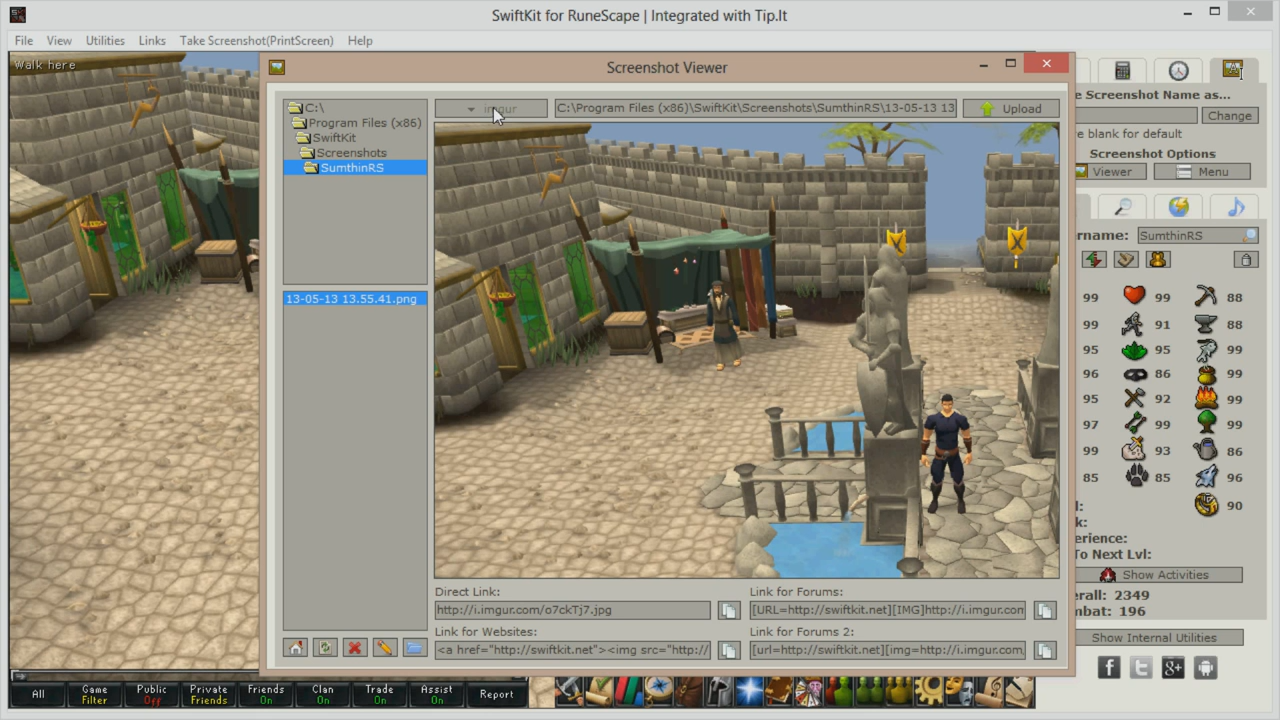 SwiftKit for RuneScape | Integrated with Tip.It
File View Utilities Links Take Screenshot(PrintScreen) Help
Walk here
Screenshot Viewer
C:\
Program Files (x86)
SwiftKit
Screenshots
SumthinRS
imgur
C:\Program Files (x86)\SwiftKit\Screenshots\SumthinRS\13-05-13 13
Upload
13-05-13 13.55.41.png
Direct Link:
http://i.imgur.com/o7ckTj7.jpg
Link for Forums:
[URL=http://swiftkit.net][IMG]http://i.imgur.com
Link for Websites:
<a href="http://swiftkit.net"><img src="http://
Link for Forums 2:
[url=http://swiftkit.net][img=http://i.imgur.com
e Screenshot Name as...
Change
re blank for default
Screenshot Options
Viewer Menu
rname: SumthinRS
99 99 88
99 91 88
95 95 99
96 86 99
95 92 99
97 99 99
99 93 86
85 85 96
l: 90
k:
erience:
To Next Lvl:
Show Activities
erall: 2349
mbat: 196
Show Internal Utilities
f t g+
All
Game Filter
Public Off
Private Friends
Friends On
Clan On
Trade On
Assist On
Report